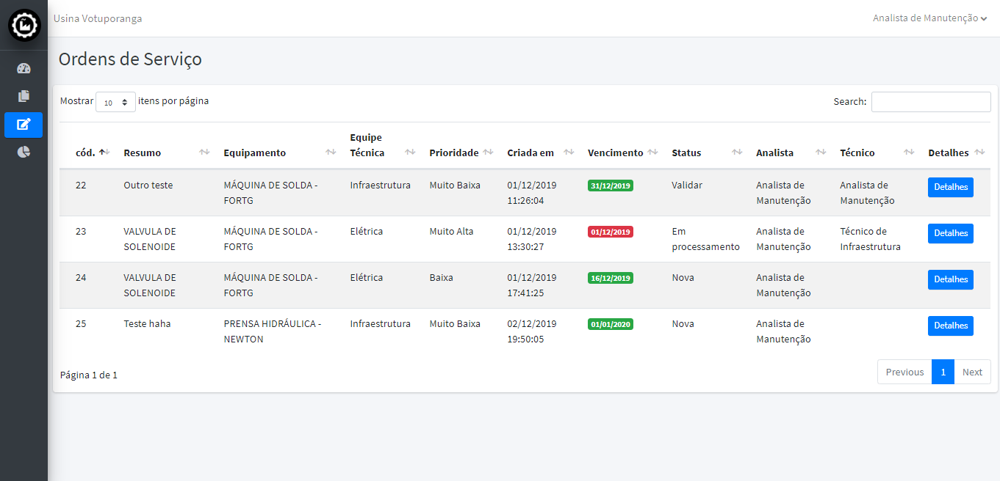 Usina Votuporanga
Analista de Manutenção
Ordens de Serviço
Mostrar 10 itens por página
Search:
cód. Resumo Equipamento Equipe Técnica Prioridade Criada em Vencimento Status Analista Técnico Detalhes
22 Outro teste MÁQUINA DE SOLDA - Infraestrutura Muito Baixa 01/12/2019 31/12/2019 Validar Analista de Analista de Detalhes
FORTG 11:26:04 Manutenção Manutenção
23 VALVULA DE MÁQUINA DE SOLDA - Elétrica Muito Alta 01/12/2019 01/12/2019 Em Analista de Técnico de Detalhes
SOLENOIDE FORTG 13:30:27 processamento Manutenção Infraestrutura
24 VALVULA DE MÁQUINA DE SOLDA - Elétrica Baixa 01/12/2019 16/12/2019 Nova Analista de Detalhes
SOLENOIDE FORTG 17:41:25 Manutenção
25 Teste haha PRENSA HIDRÁULICA - Infraestrutura Muito Baixa 02/12/2019 01/01/2020 Nova Analista de Detalhes
NEWTON 19:50:05 Manutenção
Página 1 de 1
Previous 1 Next